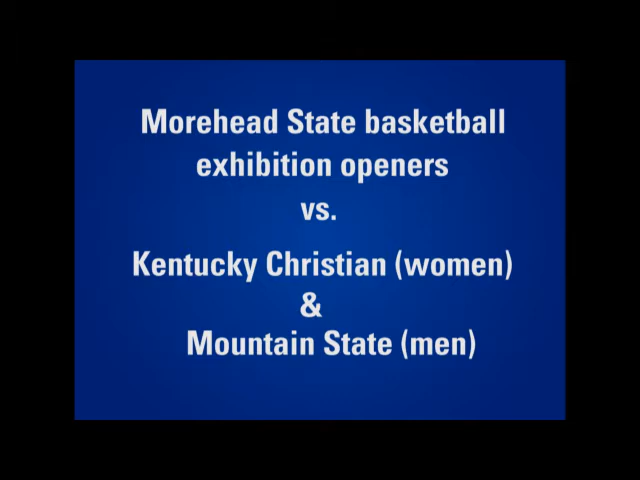 Morehead State basketball
exhibition openers
vs.
Kentucky Christian (women)
&
Mountain State (men)